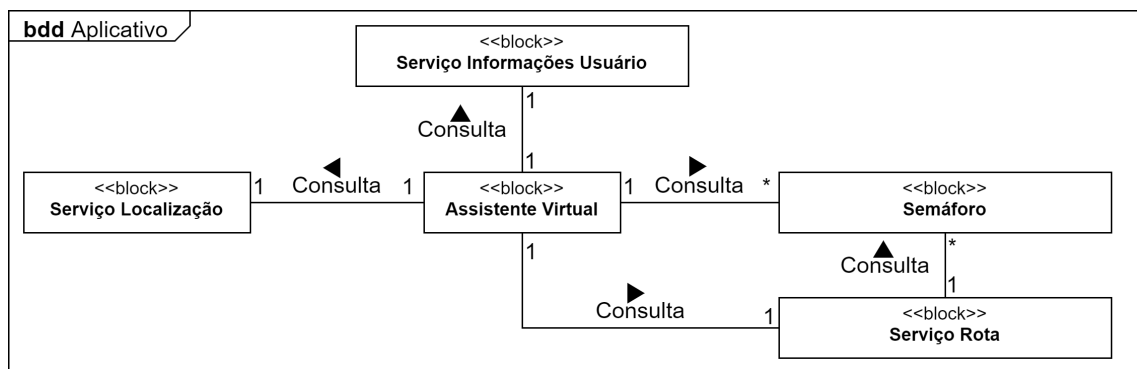 bdd Aplicativo
<<block>>
Serviço Informações Usuário
1
Consulta
1
<<block>>
Serviço Localização
1
Consulta
1
<<block>>
Assistente Virtual
1
Consulta
*
<<block>>
Semáforo
1
*
Consulta
1
Consulta
1
<<block>>
Serviço Rota